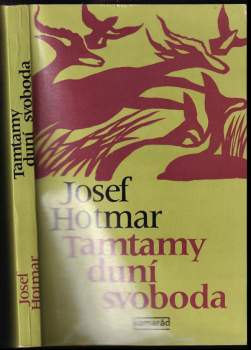 Josef
Hotmar
Tamtamy
duní
svoboda
kamarád
Tamtamy
duní svoboda
Josef
Hotmar